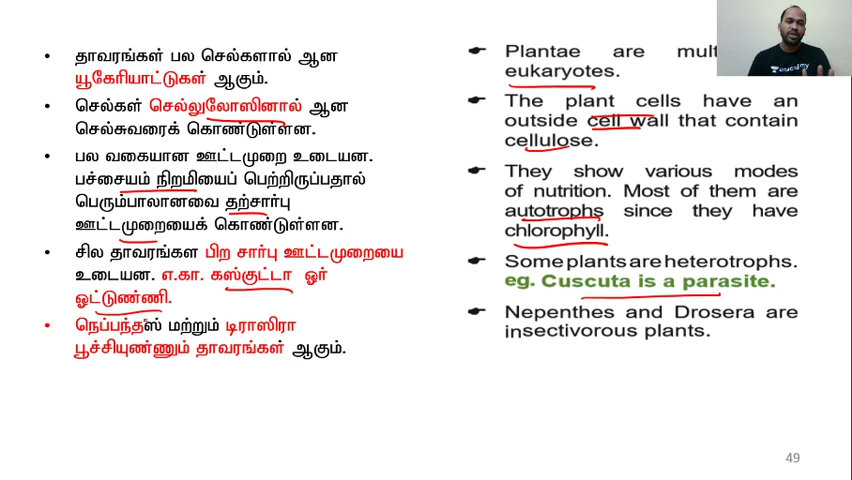 • தாவரங்கள் பல செல்களால் ஆன
யூகேரியாட்டுகள் ஆகும்.
• செல்கள் செல்லுலோஸினால் ஆன
செல்சுவரைக் கொண்டுள்ளன.
• பல வகையான ஊட்டமுறை உடையன.
பச்சையம் நிறமியைப் பெற்றிருப்பதால்
பெரும்பாலானவை தற்சார்பு
ஊட்டமுறையைக் கொண்டுள்ளன.
• சில தாவரங்கள பிற சார்பு ஊட்டமுறையை
உடையன. எ.கா. கஸ்குட்டா ஓர்
ஓட்டுண்ணி.
• நெப்பந்தஸ் மற்றும் டிராஸிரா
பூச்சியுண்ணும் தாவரங்கள் ஆகும்.
☛ Plantae are
eukaryotes.
☛ The plant cells have an
outside cell wall that contain
cellulose.
☛ They show various modes
of nutrition. Most of them are
autotrophs since they have
chlorophyll.
☛ Some plants are heterotrophs.
eg. Cuscuta is a parasite.
☛ Nepenthes and Drosera are
insectivorous plants.
49